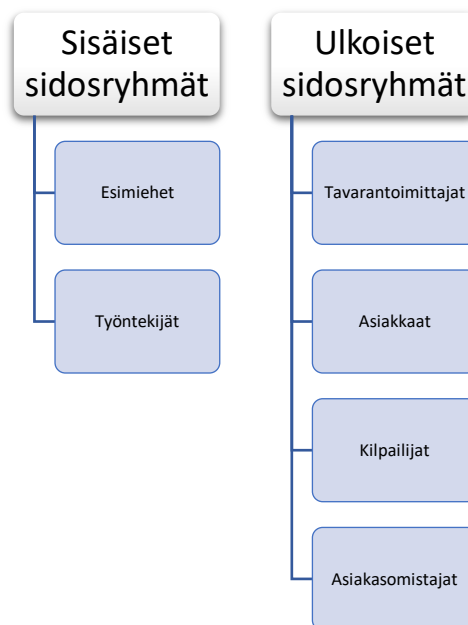 Sisäiset
sidosryhmät
Esimiehet
Työntekijät
Ulkoiset
sidosryhmät
Tavarantoimittajat
Asiakkaat
Kilpailijat
Asiakasomistajat